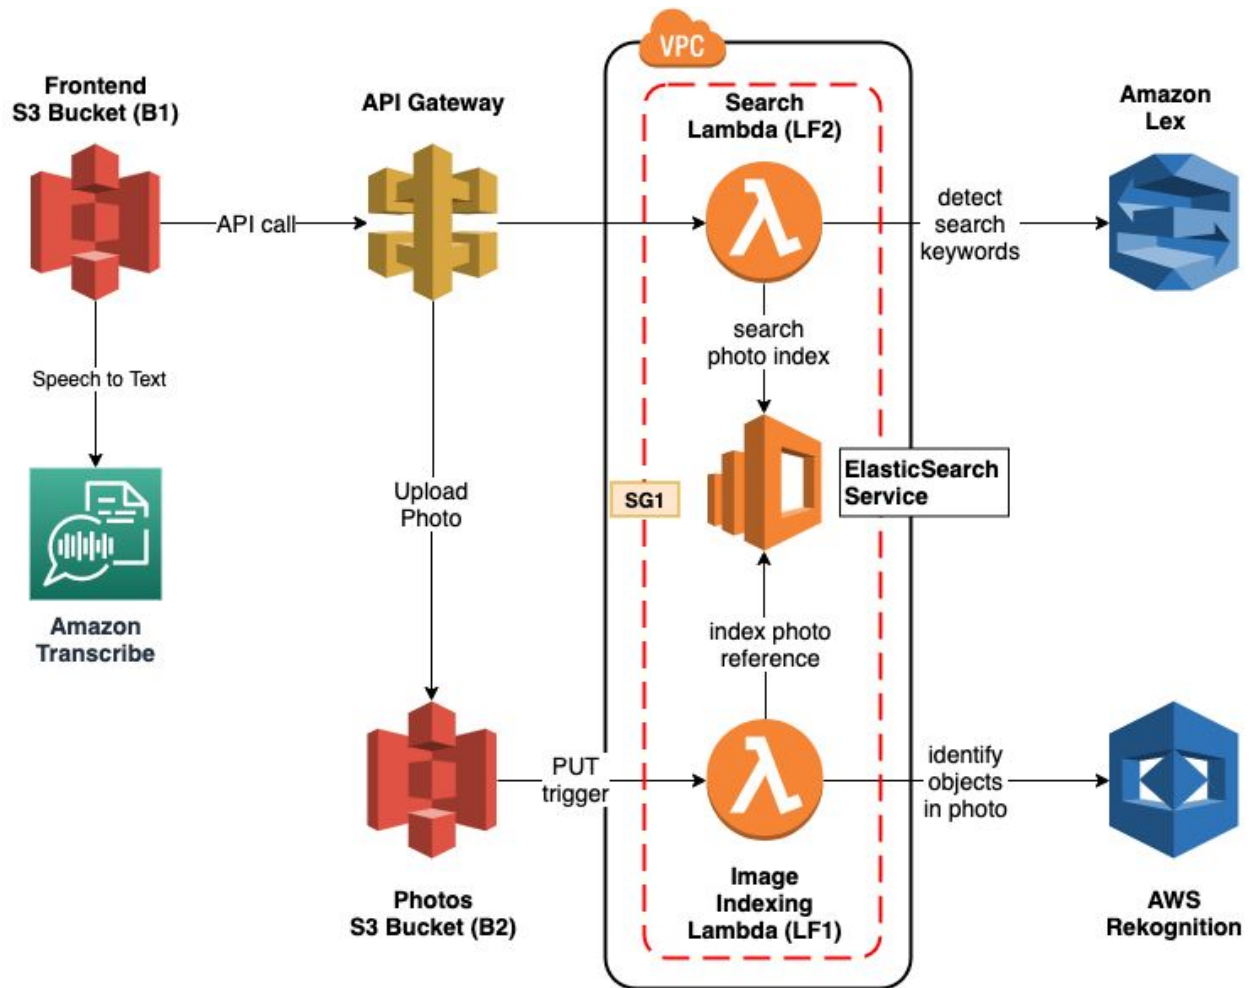 VPC
Frontend
S3 Bucket (B1)
API Gateway
Search
Lambda (LF2)
Amazon
Lex
API call
detect
search
keywords
search
photo index
Speech to Text
Upload
Photo
SG1
ElasticSearch
Service
Amazon
Transcribe
index photo
reference
PUT
trigger
identify
objects
in photo
Photos
S3 Bucket (B2)
Image
Indexing
Lambda (LF1)
AWS
Rekognition